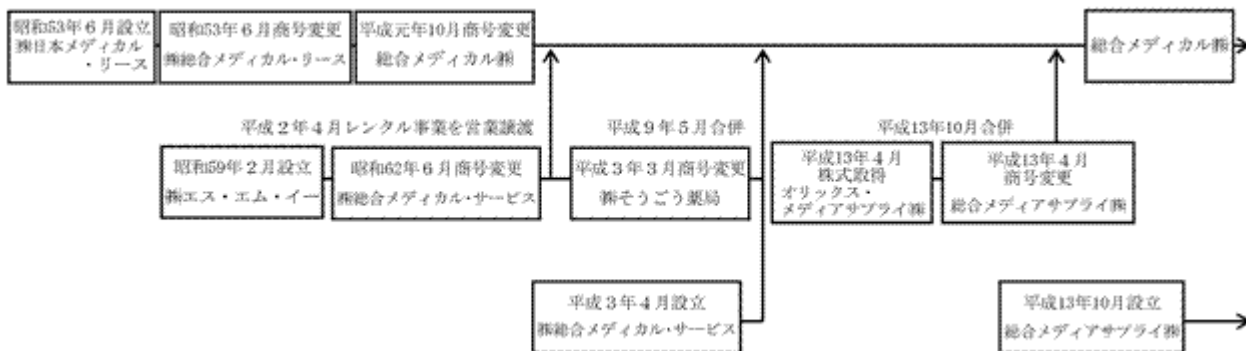 昭和53年6月設立
㈱日本メディカル
・リース
昭和53年6月商号変更
㈱総合メディカル・リース
平成元年10月商号変更
総合メディカル㈱
総合メディカル㈱
平成2年4月レンタル事業を営業譲渡
平成9年5月合併
平成13年10月合併
昭和59年2月設立
㈱エス・エム・イー
昭和62年6月商号変更
㈱総合メディカル・サービス
平成3年3月商号変更
㈱そうごう薬局
平成13年4月
株式取得
オリックス・
メディアサプライ㈱
平成13年4月
商号変更
総合メディアサプライ㈱
平成3年4月設立
㈱総合メディカル・サービス
平成13年10月設立
総合メディアサプライ㈱